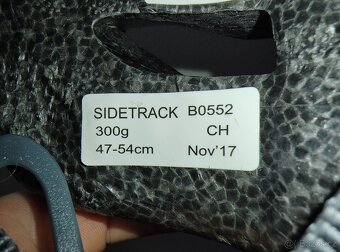 SIDETRACK B0552
300g CH
47-54cm Nov'17